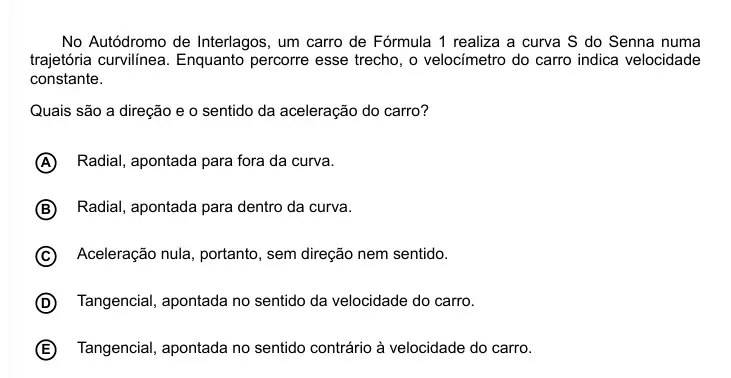 No Autódromo de Interlagos, um carro de Fórmula 1 realiza a curva S do Senna numa
trajetória curvilínea. Enquanto percorre esse trecho, o velocímetro do carro indica velocidade
constante.
Quais são a direção e o sentido da aceleração do carro?
A Radial, apontada para fora da curva.
B Radial, apontada para dentro da curva.
C Aceleração nula, portanto, sem direção nem sentido.
D Tangencial, apontada no sentido da velocidade do carro.
E Tangencial, apontada no sentido contrário à velocidade do carro.